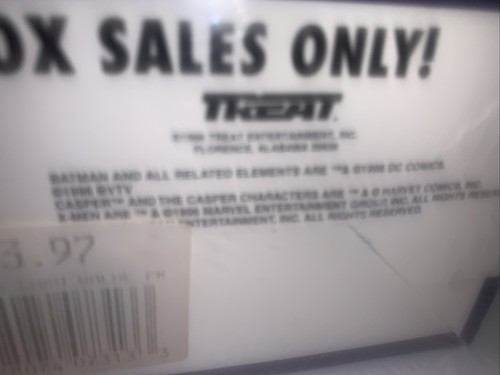 OX SALES ONLY!
TREAT
©1996 TREAT ENTERTAINMENT, INC.
FLORENCE, ALABAMA
BATMAN AND ALL RELATED ELEMENTS ARE ™& ©1996 DC COMICS.
©1996
CASPER™ AND THE CASPER CHARACTERS ARE ™ & © HARVEY COMICS, INC.
X-MEN ARE ™ & ©1996 MARVEL ENTERTAINMENT GROUP, INC. ALL RIGHTS
ENTERTAINMENT, INC. ALL RIGHTS RESERVED.
3.97